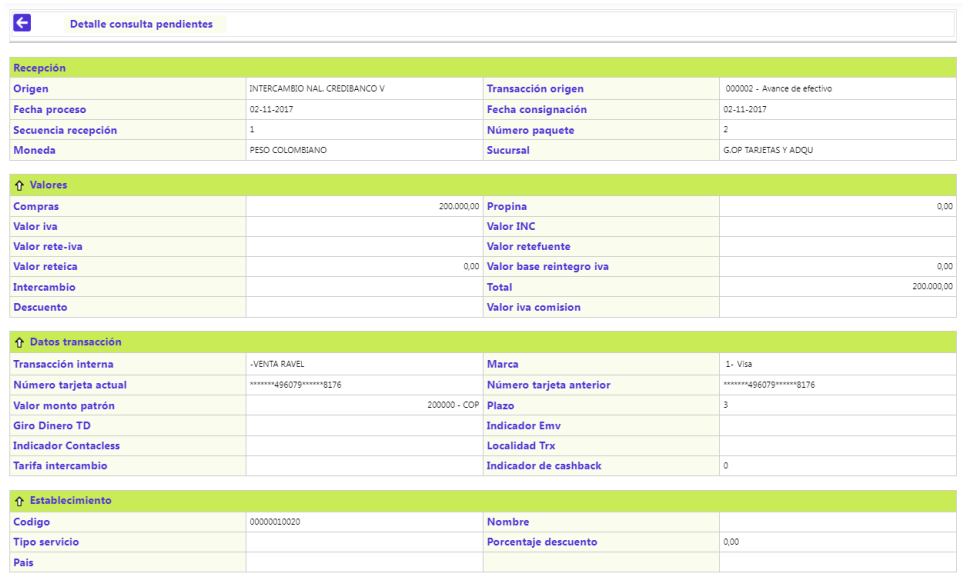 Detalle consulta pendientes
Recepción
Origen INTERCAMBIO NAL. CREDIBANCO V Transacción origen 000002 - Avance de efectivo
Fecha proceso 02-11-2017 Fecha consignación 02-11-2017
Secuencia recepción 1 Número paquete 2
Moneda PESO COLOMBIANO Sucursal G.OP TARJETAS Y ADQU
Valores
Compras 200.000,00 Propina 0,00
Valor iva Valor INC
Valor rete-iva Valor retefuente
Valor reteica 0,00 Valor base reintegro iva 0,00
Intercambio Total 200.000,00
Descuento Valor iva comision
Datos transacción
Transacción interna -VENTA RAVEL Marca 1- Visa
Número tarjeta actual *******496079******8176 Número tarjeta anterior *******496079******8176
Valor monto patrón 200000 - COP Plazo 3
Giro Dinero TD Indicador Emv
Indicador Contacless Localidad Trx
Tarifa intercambio Indicador de cashback 0
Establecimiento
Codigo 00000010020 Nombre
Tipo servicio Porcentaje descuento 0,00
Pais